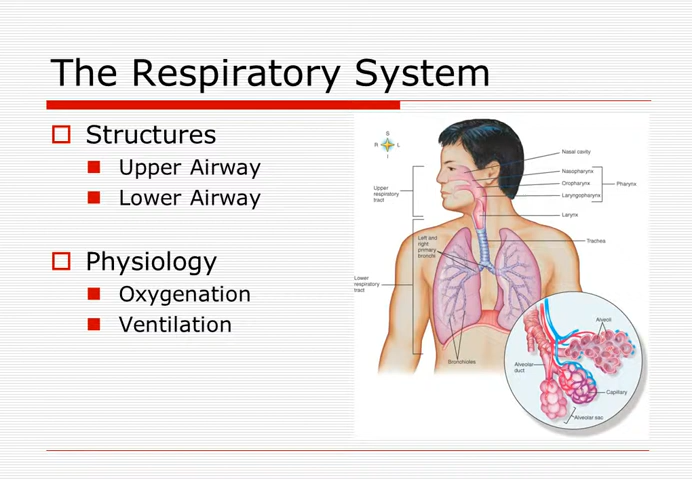 The Respiratory System
Structures
Upper Airway
Lower Airway
Physiology
Oxygenation
Ventilation
S
R L
I
Nasal cavity
Nasopharynx
Oropharynx
Pharynx
Laryngopharynx
Upper
respiratory
tract
Larynx
Left and
right
primary
bronchi
Trachea
Lower
respiratory
tract
Bronchioles
Alveoli
Alveolar
duct
Capillary
Alveolar sac